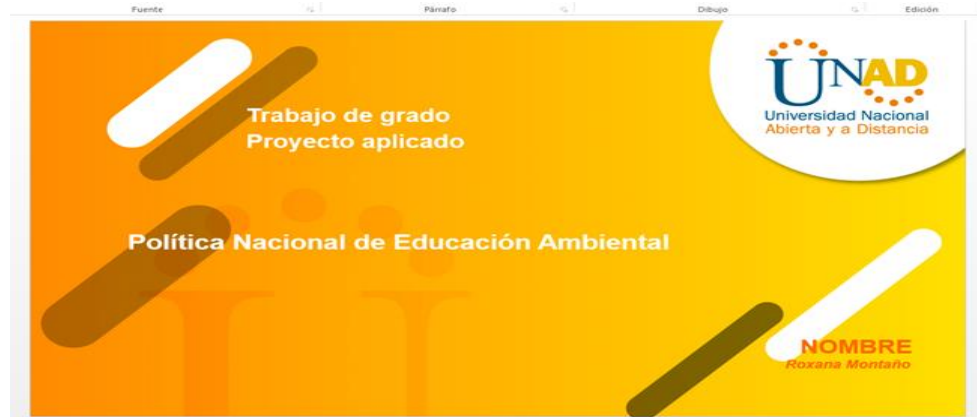 Fuente Párrafo Dibujo Edición
UNAD
Universidad Nacional
Abierta y a Distancia
Trabajo de grado
Proyecto aplicado
Política Nacional de Educación Ambiental
NOMBRE
Roxana Montaño